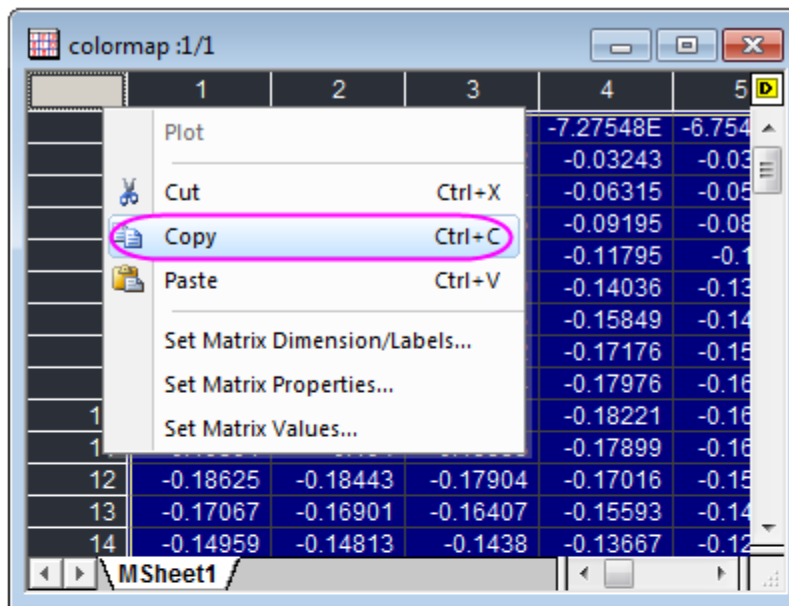 colormap :1/1
1 2 3 4 5 D
Plot -7.27548E -6.754
-0.03243 -0.03
Cut Ctrl+X -0.06315 -0.05
-0.09195 -0.08
Copy Ctrl+C -0.11795 -0.1
Paste Ctrl+V -0.14036 -0.13
-0.15849 -0.14
Set Matrix Dimension/Labels... -0.17176 -0.15
Set Matrix Properties... -0.17976 -0.16
1 -0.18221 -0.16
Set Matrix Values... -0.17899 -0.16
12 -0.18625 -0.18443 -0.17904 -0.17016 -0.15
13 -0.17067 -0.16901 -0.16407 -0.15593 -0.14
14 -0.14959 -0.14813 -0.1438 -0.13667 -0.12
MSheet1